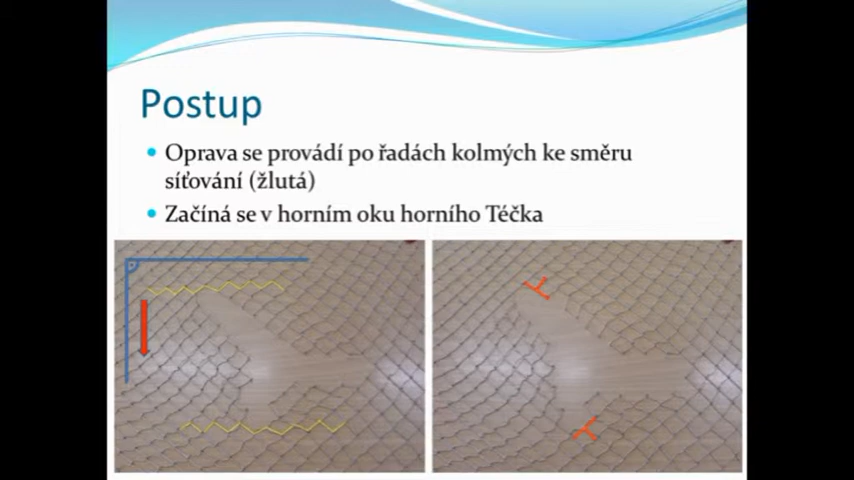 Postup
Oprava se provádí po řadách kolmých ke směru
síťování (žlutá)
Začíná se v horním oku horního Téčka